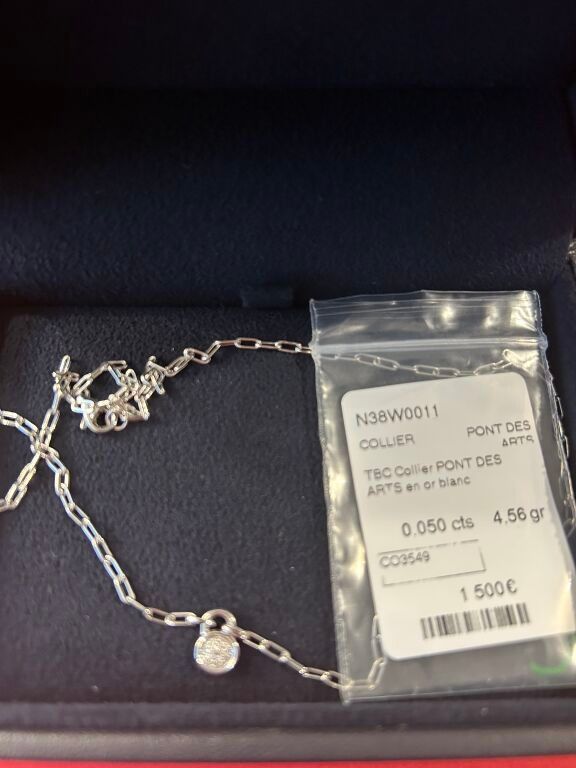 N38W0011
COLLIER PONT DES
ARTS
TBC Collier PONT DES
ARTS en or blanc
0.050 cts 4.56 gr
CO3549
1 500€